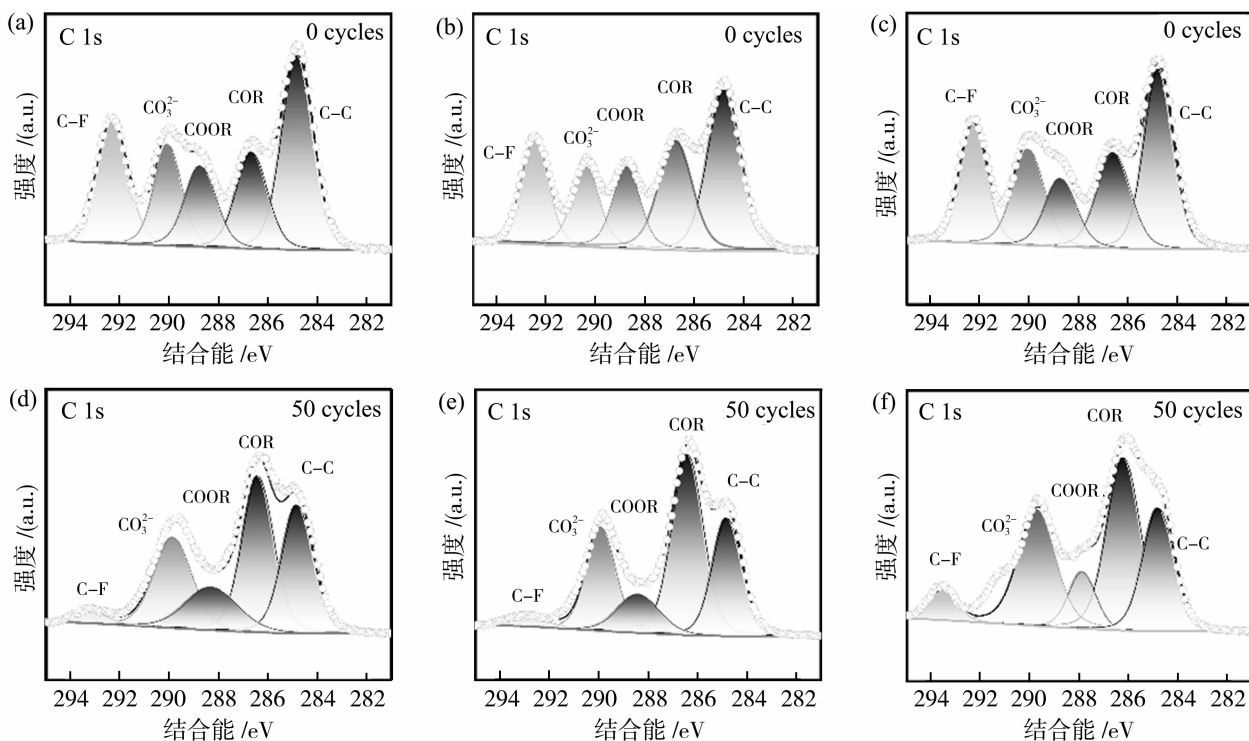 (a)
C 1s
0 cycles
C–F
CO₃²⁻
COOR
COR
C–C
强度 /(a.u.)
294 292 290 288 286 284 282
结合能 /eV
(b)
C 1s
0 cycles
C–F
CO₃²⁻
COOR
COR
C–C
强度 /(a.u.)
294 292 290 288 286 284 282
结合能 /eV
(c)
C 1s
0 cycles
C–F
CO₃²⁻
COOR
COR
C–C
强度 /(a.u.)
294 292 290 288 286 284 282
结合能 /eV
(d)
C 1s
50 cycles
C–F
CO₃²⁻
COOR
COR
C–C
强度 /(a.u.)
294 292 290 288 286 284 282
结合能 /eV
(e)
C 1s
50 cycles
C–F
CO₃²⁻
COOR
COR
C–C
强度 /(a.u.)
294 292 290 288 286 284 282
结合能 /eV
(f)
C 1s
50 cycles
C–F
CO₃²⁻
COOR
COR
C–C
强度 /(a.u.)
294 292 290 288 286 284 282
结合能 /eV